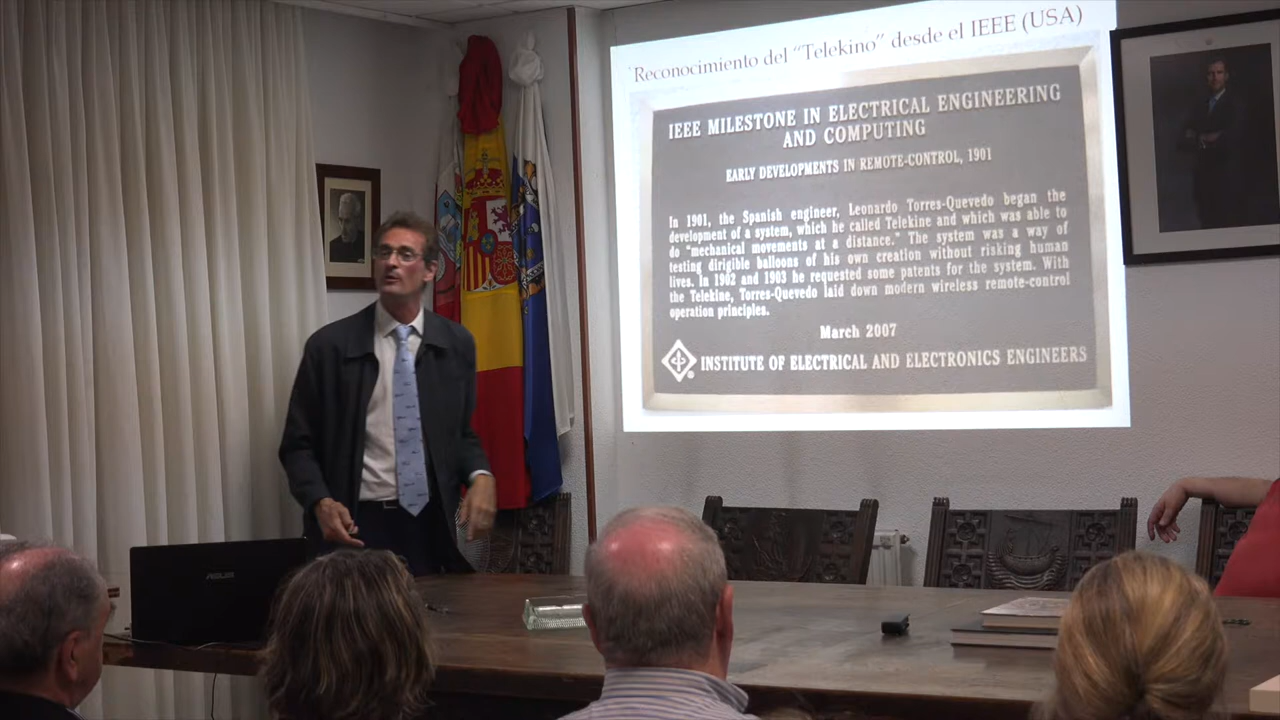 Reconocimiento del "Telekino" desde el IEEE (USA)
IEEE MILESTONE IN ELECTRICAL ENGINEERING
AND COMPUTING
EARLY DEVELOPMENTS IN REMOTE-CONTROL, 1901
In 1901, the Spanish engineer, Leonardo Torres-Quevedo began the
development of a system, which he called Telekine and which was able to
do "mechanical movements at a distance." The system was a way of
testing dirigible balloons of his own creation without risking human
lives. In 1902 and 1903 he requested some patents for the system. With
the Telekine, Torres-Quevedo laid down modern wireless remote-control
operation principles.
March 2007
® INSTITUTE OF ELECTRICAL AND ELECTRONICS ENGINEERS
ASUS